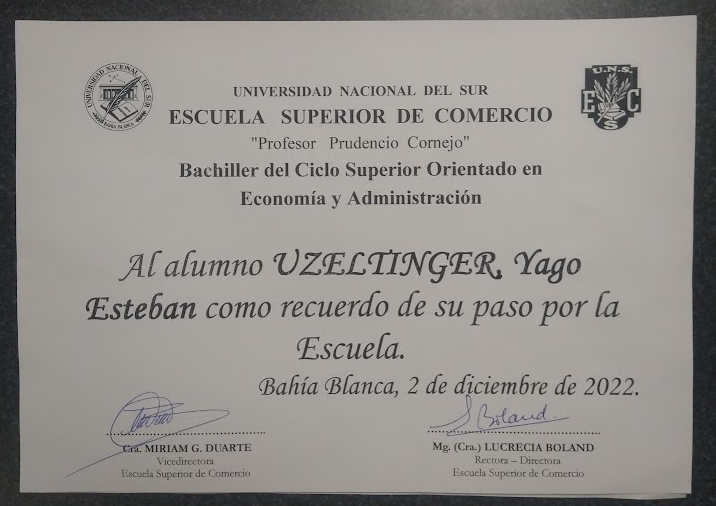 UNIVERSIDAD NACIONAL DEL SUR
BAHIA BLANCA
U.N.S.
E C
S
UNIVERSIDAD NACIONAL DEL SUR
ESCUELA SUPERIOR DE COMERCIO
"Profesor Prudencio Cornejo"
Bachiller del Ciclo Superior Orientado en
Economía y Administración
Al alumno UZELTINGER, Yago
Esteban como recuerdo de su paso por la
Escuela.
Bahía Blanca, 2 de diciembre de 2022.
S Boland
Cra. MIRIAM G. DUARTE
Vicedirectora
Escuela Superior de Comercio
Mg. (Cra.) LUCRECIA BOLAND
Rectora – Directora
Escuela Superior de Comercio